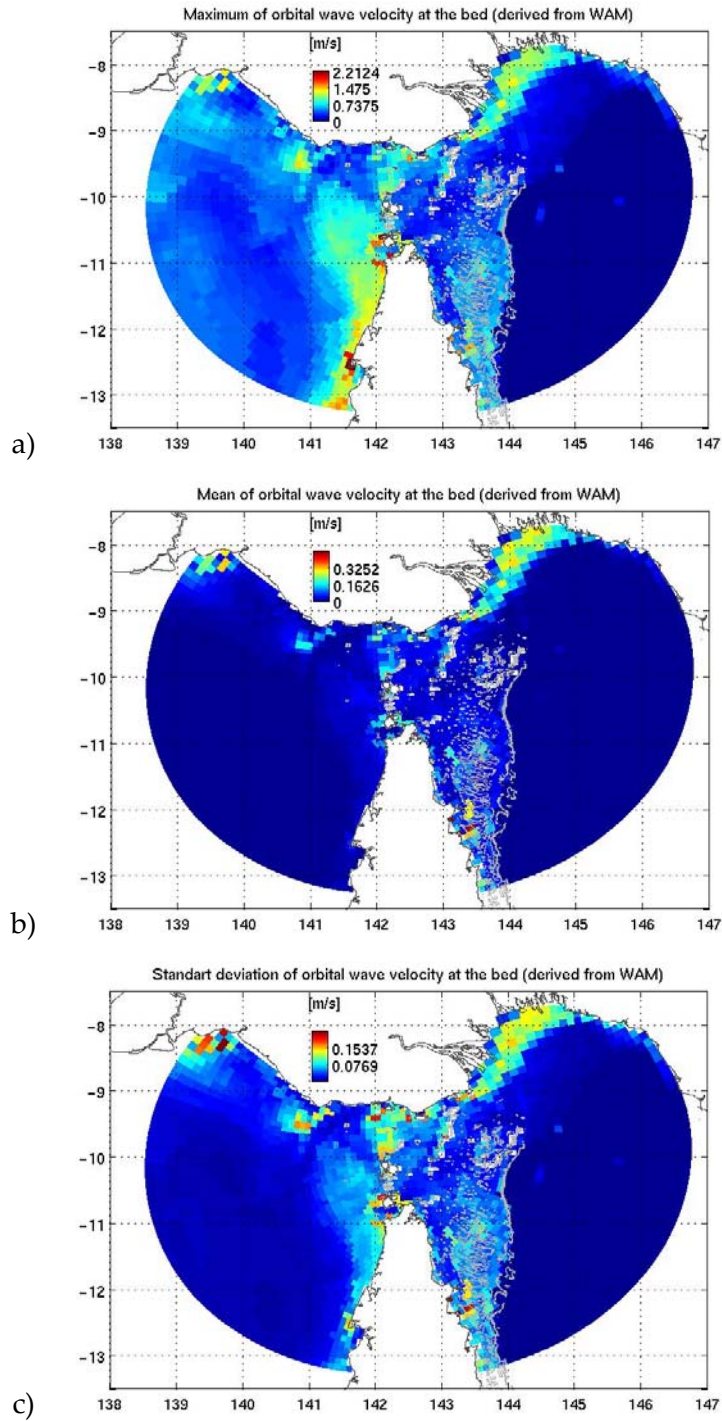 Maximum of orbital wave velocity at the bed (derived from WAM)
[m/s]
2.2124
1.475
0.7375
0
-8
-9
-10
-11
-12
-13
138 139 140 141 142 143 144 145 146 147
a)
Mean of orbital wave velocity at the bed (derived from WAM)
[m/s]
0.3252
0.1626
0
-8
-9
-10
-11
-12
-13
138 139 140 141 142 143 144 145 146 147
b)
Standart deviation of orbital wave velocity at the bed (derived from WAM)
[m/s]
0.1537
0.0769
-8
-9
-10
-11
-12
-13
138 139 140 141 142 143 144 145 146 147
c)